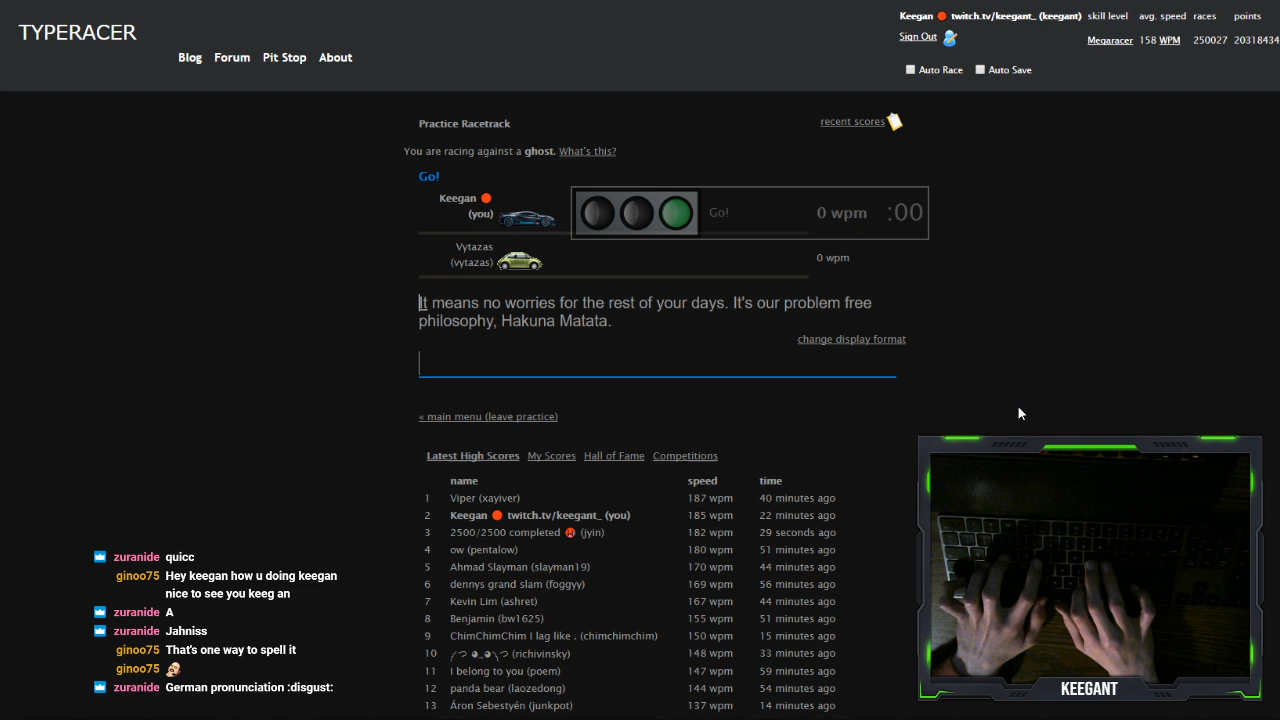 TYPERACER
Blog Forum Pit Stop About
Keegan twitch.tv/keegant_ (keegant) skill level avg. speed races points
Sign Out Megaracer 158 WPM 250027 20318434
Auto Race Auto Save
Practice Racetrack
recent scores
You are racing against a ghost. What's this?
Go!
Keegan
(you)
Go! 0 wpm :00
Vytazas
(vytazas)
0 wpm
It means no worries for the rest of your days. It's our problem free
philosophy, Hakuna Matata.
change display format
« main menu (leave practice)
Latest High Scores My Scores Hall of Fame Competitions
name speed time
1 Viper (xayiver) 187 wpm 40 minutes ago
2 Keegan twitch.tv/keegant_ (you) 185 wpm 22 minutes ago
3 2500/2500 completed (jyin) 182 wpm 29 seconds ago
4 ow (pentalow) 180 wpm 51 minutes ago
5 Ahmad Slayman (slayman19) 170 wpm 44 minutes ago
6 dennys grand slam (foggyy) 169 wpm 56 minutes ago
7 Kevin Lim (ashret) 167 wpm 44 minutes ago
8 Benjamin (bw1625) 155 wpm 51 minutes ago
9 ChimChimChim I lag like . (chimchimchim) 150 wpm 15 minutes ago
10 (richivinsky) 148 wpm 33 minutes ago
11 I belong to you (poem) 147 wpm 59 minutes ago
12 panda bear (laozedong) 144 wpm 54 minutes ago
13 Áron Sebestyén (junkpot) 137 wpm 14 minutes ago
zuranide quicc
ginoo75 Hey keegan how u doing keegan
nice to see you keeg an
zuranide A
zuranide Jahniss
ginoo75 That's one way to spell it
ginoo75
zuranide German pronunciation :disgust:
KEEGANT